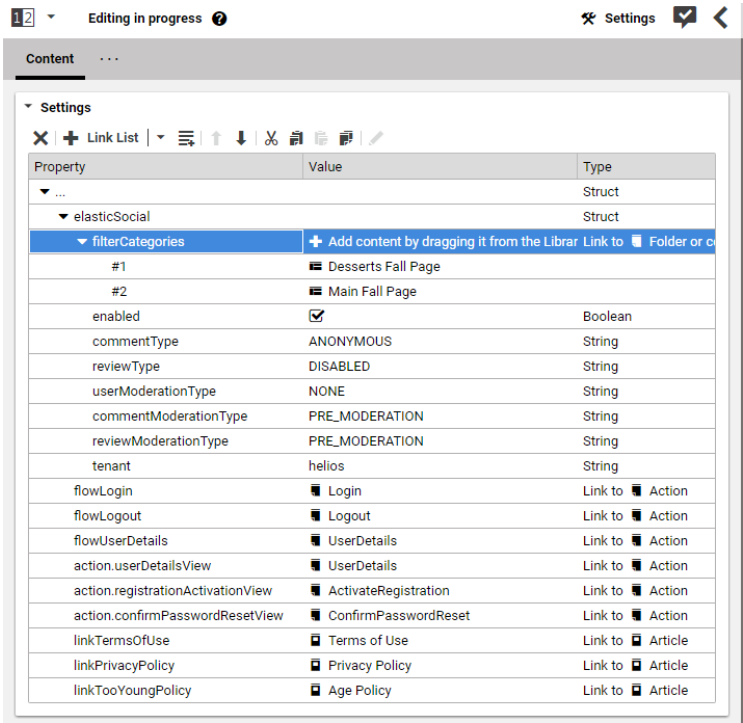 12 Editing in progress ? Settings
Content ...
Settings
Link List
Property Value Type
... Struct
elasticSocial Struct
filterCategories Add content by dragging it from the Librar Link to Folder or co
#1 Desserts Fall Page
#2 Main Fall Page
enabled Boolean
commentType ANONYMOUS String
reviewType DISABLED String
userModerationType NONE String
commentModerationType PRE_MODERATION String
reviewModerationType PRE_MODERATION String
tenant helios String
flowLogin Login Link to Action
flowLogout Logout Link to Action
flowUserDetails UserDetails Link to Action
action.userDetailsView UserDetails Link to Action
action.registrationActivationView ActivateRegistration Link to Action
action.confirmPasswordResetView ConfirmPasswordReset Link to Action
linkTermsOfUse Terms of Use Link to Article
linkPrivacyPolicy Privacy Policy Link to Article
linkTooYoungPolicy Age Policy Link to Article